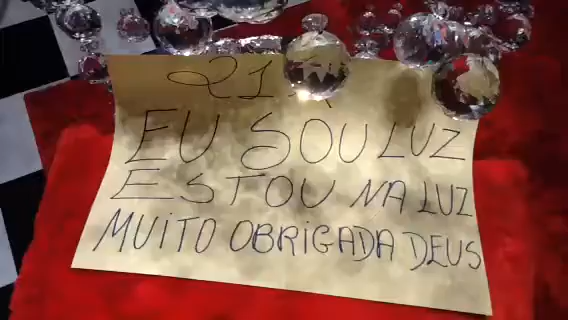 21 X
EU SOU LUZ
ESTOU NA LUZ
MUITO OBRIGADA DEUS